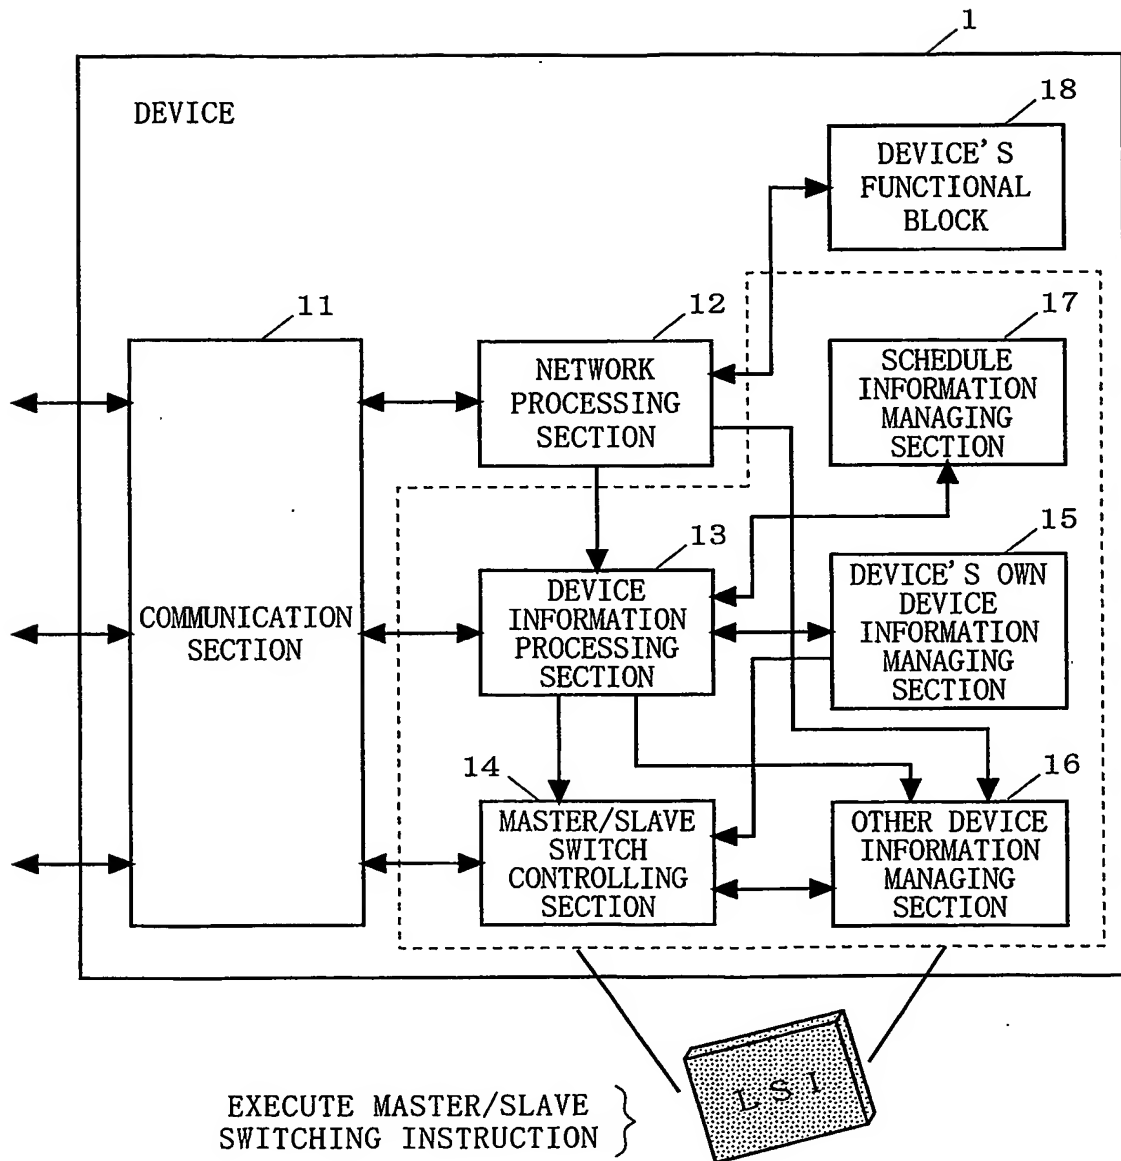 1
DEVICE
18
DEVICE'S
FUNCTIONAL
BLOCK
11
12
17
NETWORK
PROCESSING
SECTION
SCHEDULE
INFORMATION
MANAGING
SECTION
COMMUNICATION
SECTION
13
15
DEVICE
INFORMATION
PROCESSING
SECTION
DEVICE'S OWN
DEVICE
INFORMATION
MANAGING
SECTION
14
16
MASTER/SLAVE
SWITCH
CONTROLLING
SECTION
OTHER DEVICE
INFORMATION
MANAGING
SECTION
LSI
EXECUTE MASTER/SLAVE
SWITCHING INSTRUCTION